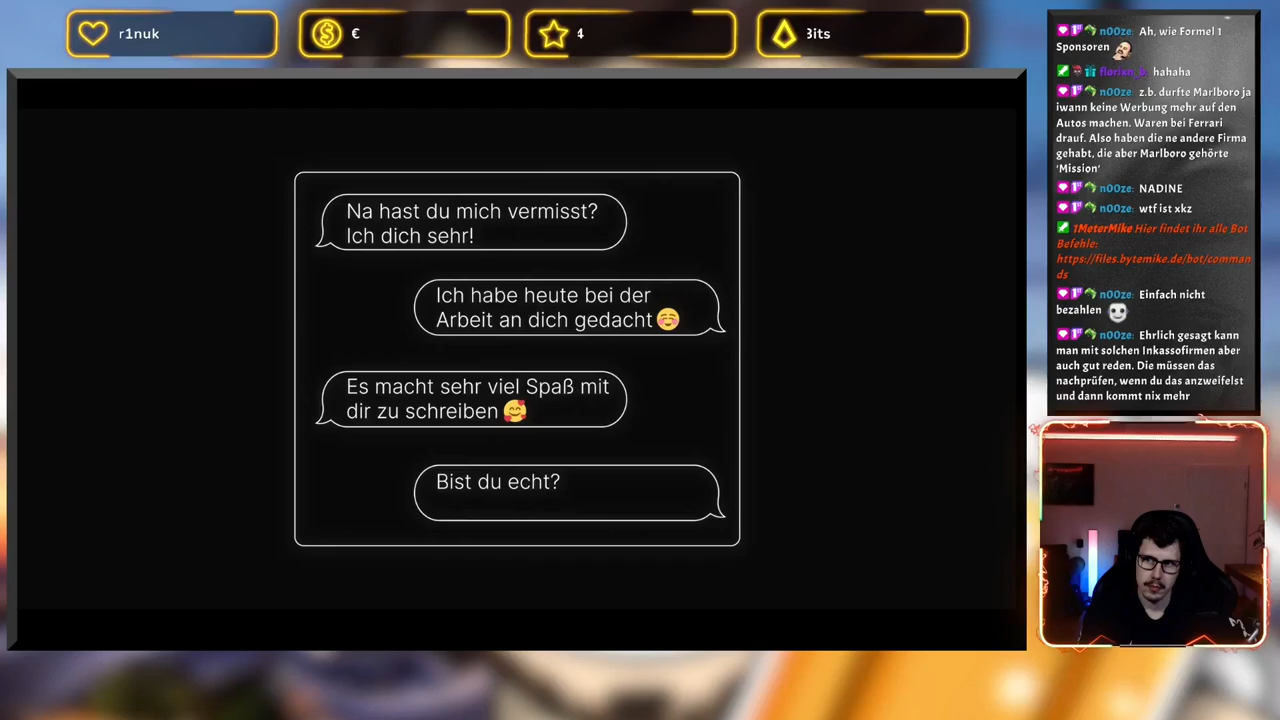 r1nuk
€
4
Bits
Na hast du mich vermisst?
Ich dich sehr!
Ich habe heute bei der
Arbeit an dich gedacht
Es macht sehr viel Spaß mit
dir zu schreiben
Bist du echt?
n00ze: Ah, wie Formel 1
Sponsoren
florixn_b: hahaha
n00ze: z.b. durfte Marlboro ja
iwann keine Werbung mehr auf den
Autos machen. Waren bei Ferrari
drauf. Also haben die ne andere Firma
gehabt, die aber Marlboro gehörte
'Mission'
n00ze: NADINE
n00ze: wtf ist xkz
1MeterMike Hier findet ihr alle Bot
Befehle:
https://files.bytemike.de/bot/comman
ds
n00ze: Einfach nicht
bezahlen
n00ze: Ehrlich gesagt kann
man mit solchen Inkassofirmen aber
auch gut reden. Die müssen das
nachprüfen, wenn du das anzweifelst
und dann kommt nix mehr